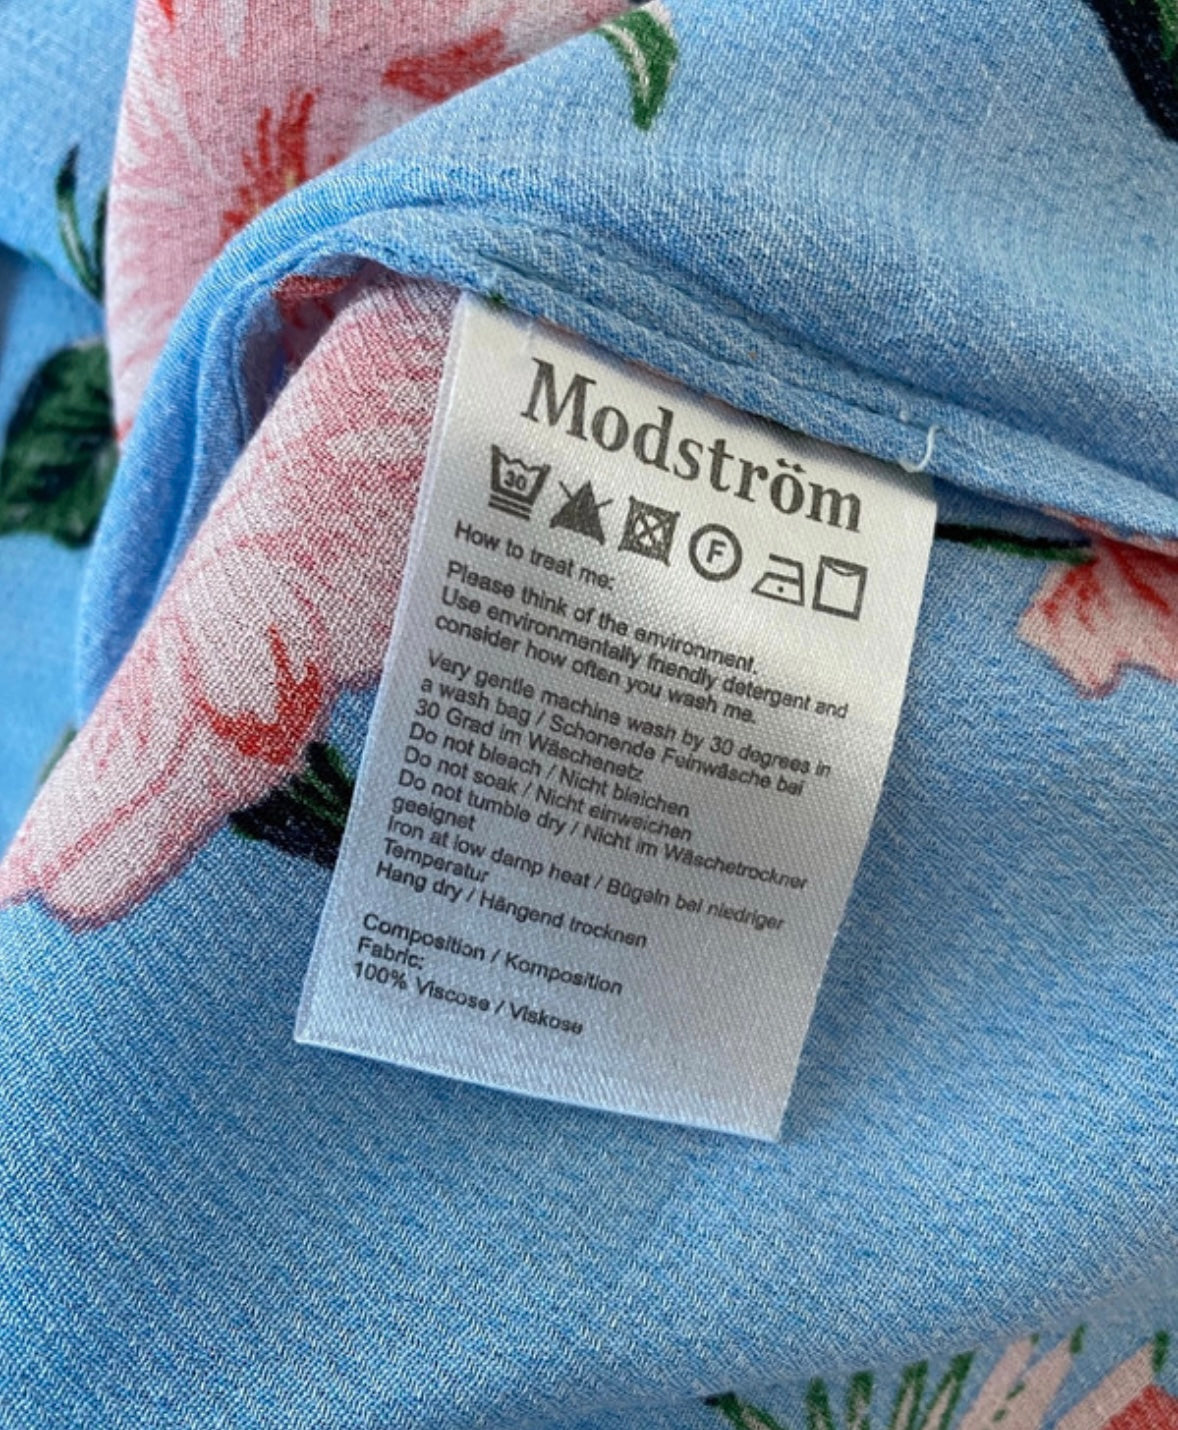 Modström
30
F
How to treat me:
Please think of the environment.
Use environmentally friendly detergent and
consider how often you wash me.
Very gentle machine wash by 30 degrees in
a wash bag / Schonende Feinwäsche bei
30 Grad im Wäschenetz
Do not bleach / Nicht blaichen
Do not soak / Nicht einweichen
Do not tumble dry / Nicht im Wäschetrockner
geeignet
Iron at low damp heat / Bügeln bei niedriger
Temperatur
Hang dry / Hängend trocknen
Composition / Komposition
Fabric:
100% Viscose / Viskose